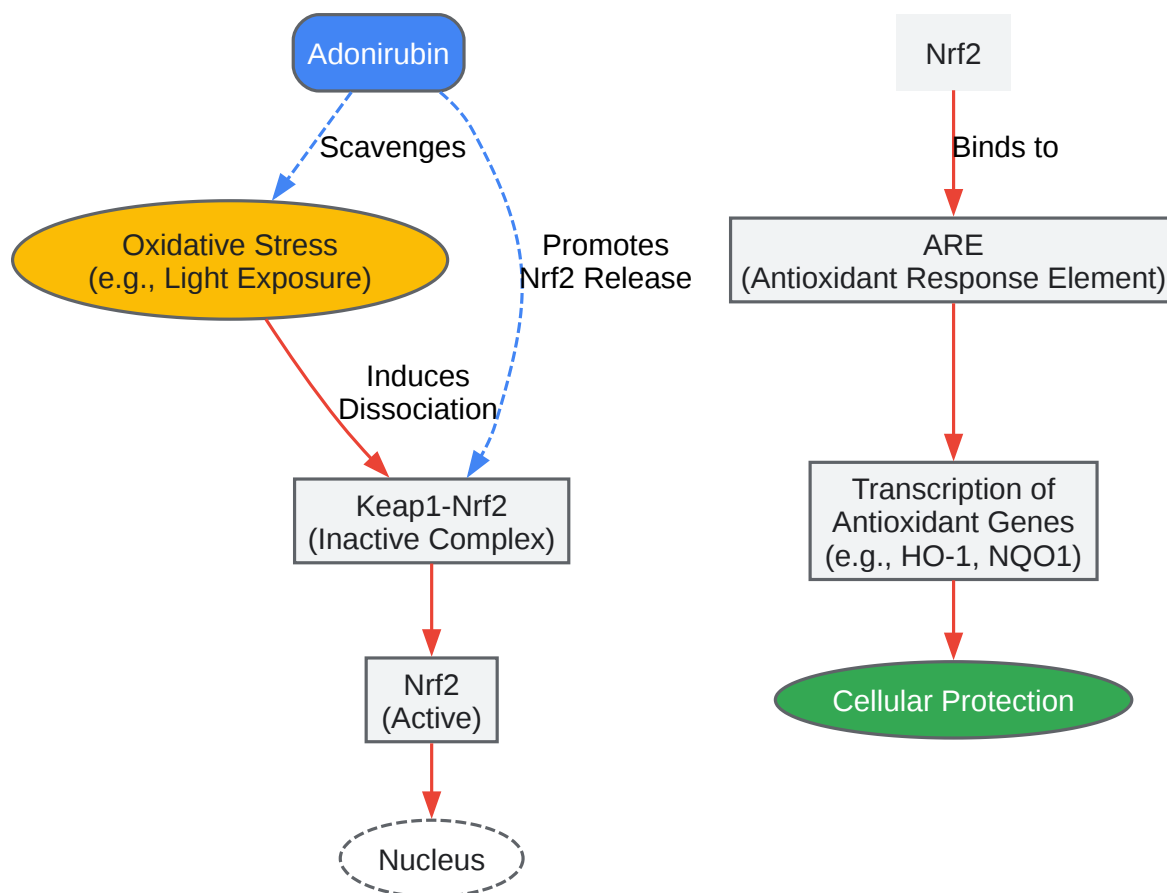 Adonirubin
Scavenges
Oxidative Stress
(e.g., Light Exposure)
Promotes
Nrf2 Release
Induces
Dissociation
Keap1-Nrf2
(Inactive Complex)
Nrf2
(Active)
Nucleus
Nrf2
Binds to
ARE
(Antioxidant Response Element)
Transcription of
Antioxidant Genes
(e.g., HO-1, NQO1)
Cellular Protection